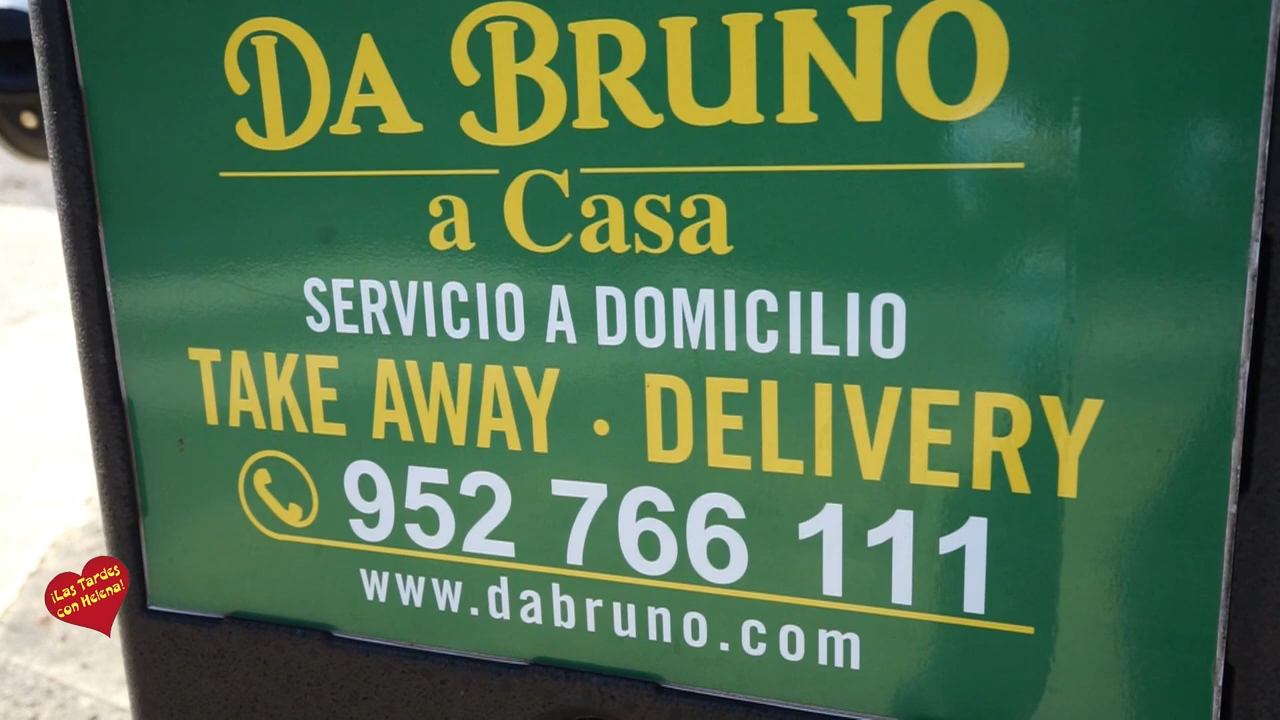 DA BRUNO
a Casa
SERVICIO A DOMICILIO
TAKE AWAY · DELIVERY
952 766 111
www.dabruno.com
¡Las Tardes
con Helena!